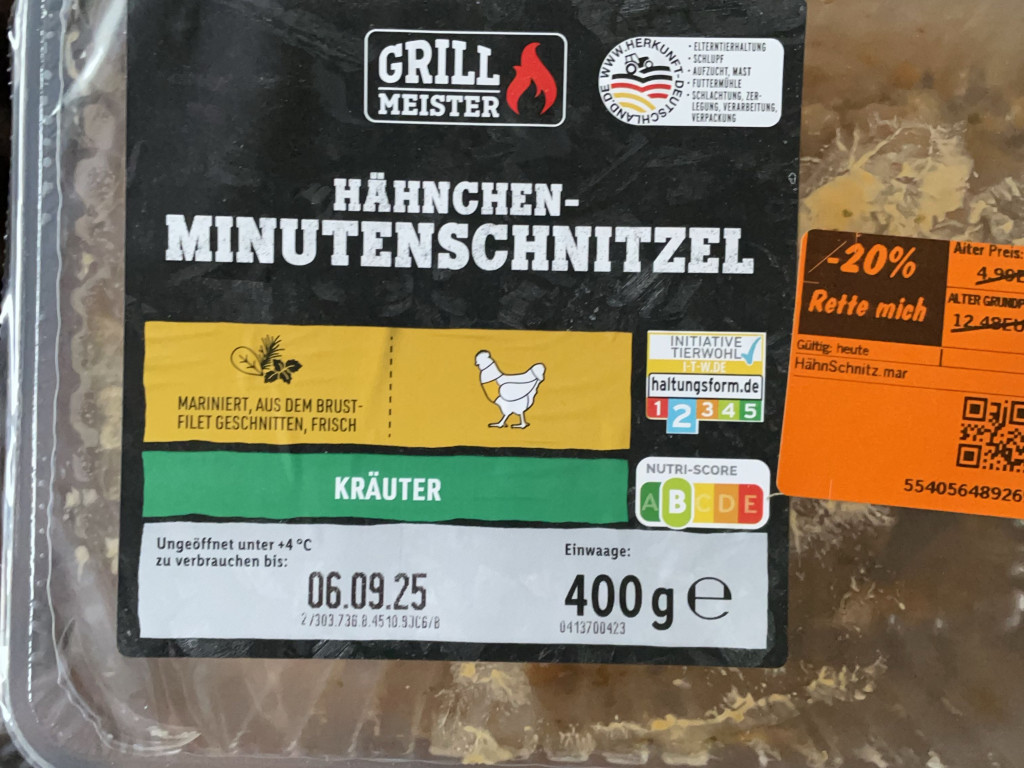 GRILL
MEISTER
WWW.HERKUNFT-DEUTSCHLAND.DE
• ELTERNTIERHALTUNG
• SCHLUPF
• AUFZUCHT, MAST
• FUTTERMÜHLE
• SCHLACHTUNG, ZER-
LEGUNG, VERARBEITUNG,
VERPACKUNG
HÄHNCHEN-
MINUTENSCHNITZEL
MARINIERT, AUS DEM BRUST-
FILET GESCHNITTEN, FRISCH
INITIATIVE
TIERWOHL
I-T-W.DE
haltungsform.de
1 2 3 4 5
KRÄUTER
NUTRI-SCORE
A B C D E
Ungeöffnet unter +4 °C
zu verbrauchen bis:
06.09.25
Einwaage:
400 g ℮
0413700423
-20%
Rette mich
Alter Preis:
ALTER
Gültig: heute
HähnSchnitz.mar
55405648926